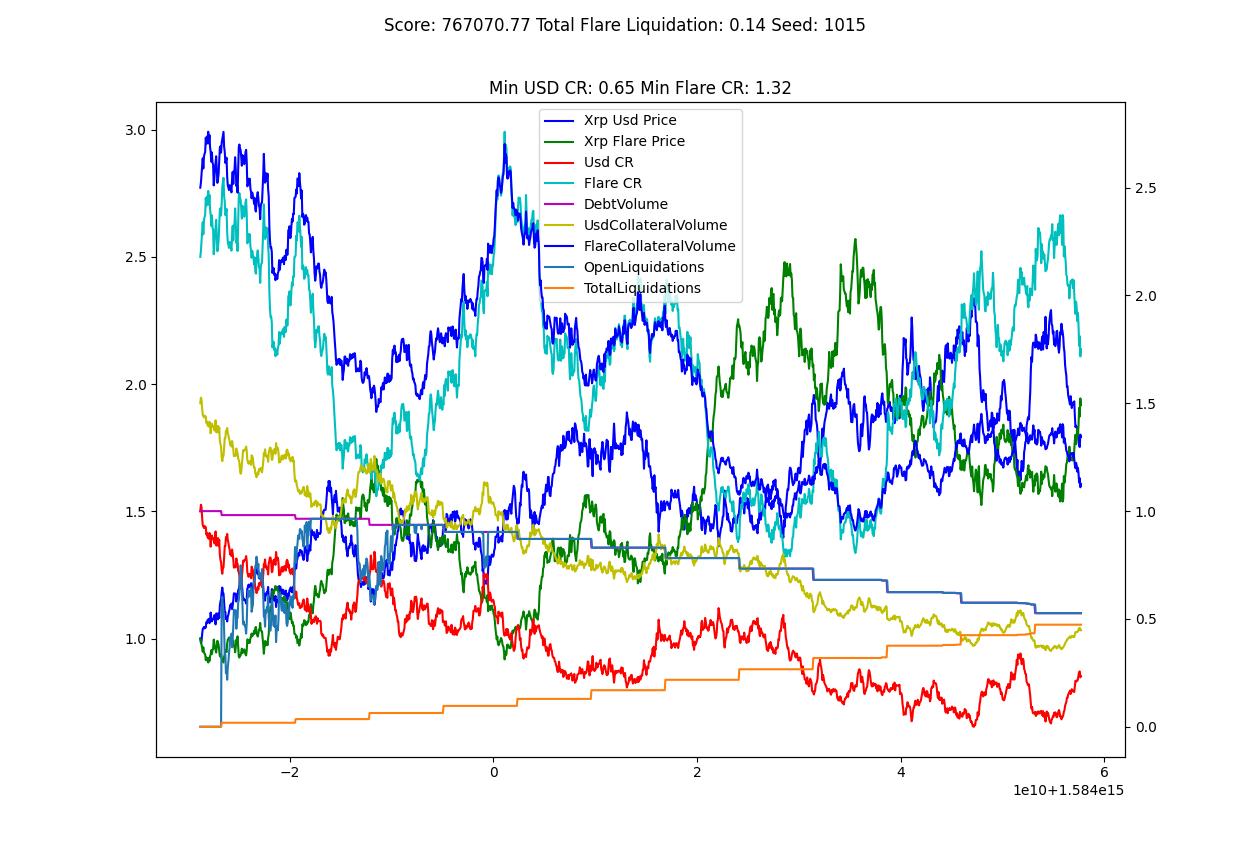 Score: 767070.77 Total Flare Liquidation: 0.14 Seed: 1015
Min USD CR: 0.65 Min Flare CR: 1.32
Xrp Usd Price
Xrp Flare Price
Usd CR
Flare CR
DebtVolume
UsdCollateralVolume
FlareCollateralVolume
OpenLiquidations
TotalLiquidations
3.0
2.5
2.0
1.5
1.0
2.5
2.0
1.5
1.0
0.5
0.0
−2 0 2 4 6
1e10+1.584e15